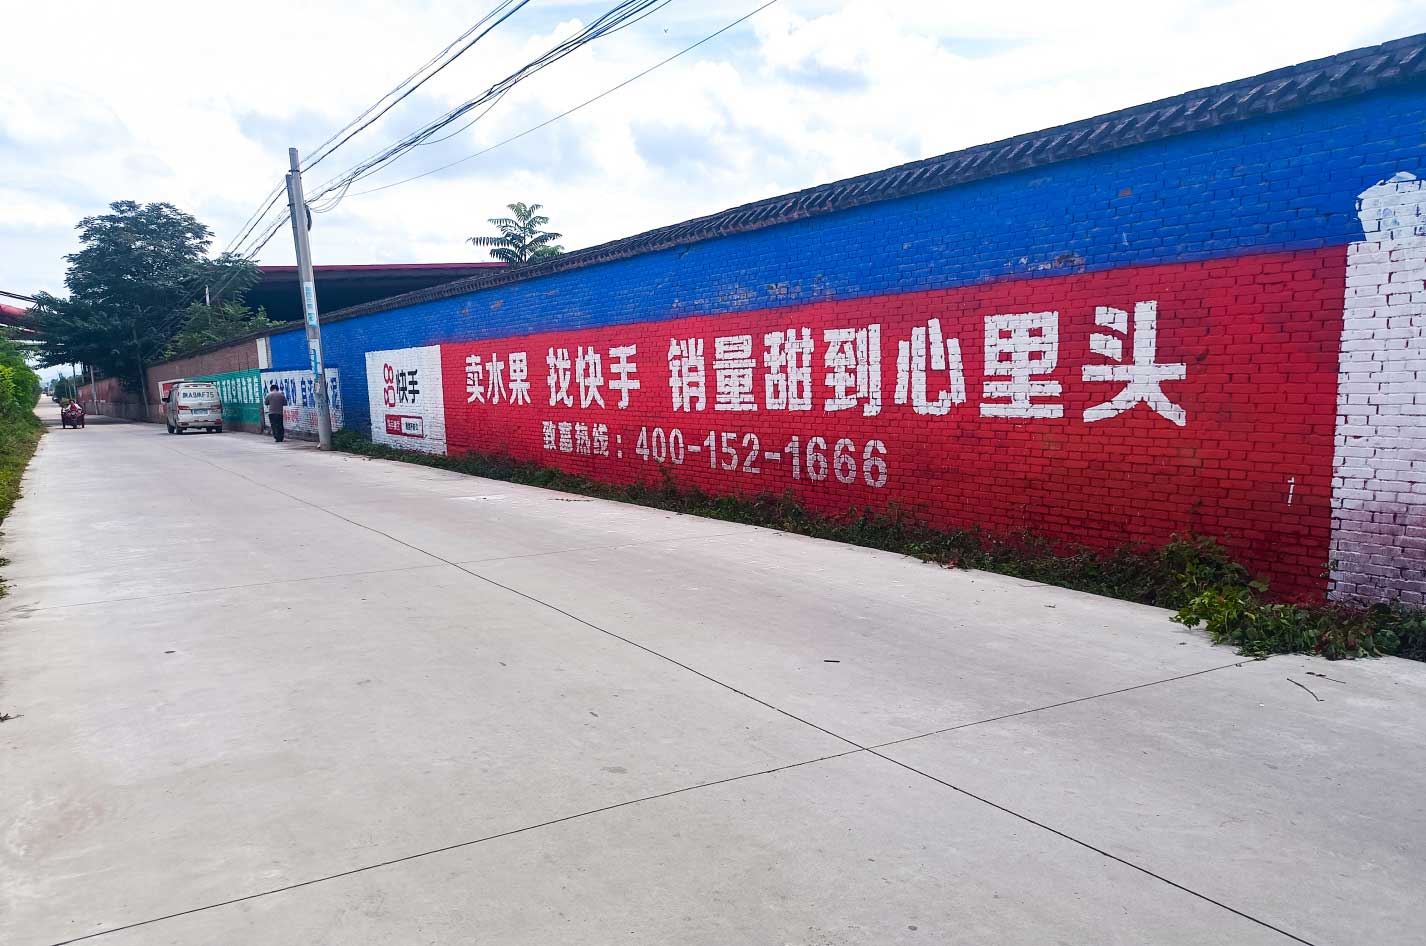 卖水果 找快手 销量甜到心里头
致富热线：400-152-1666
快手